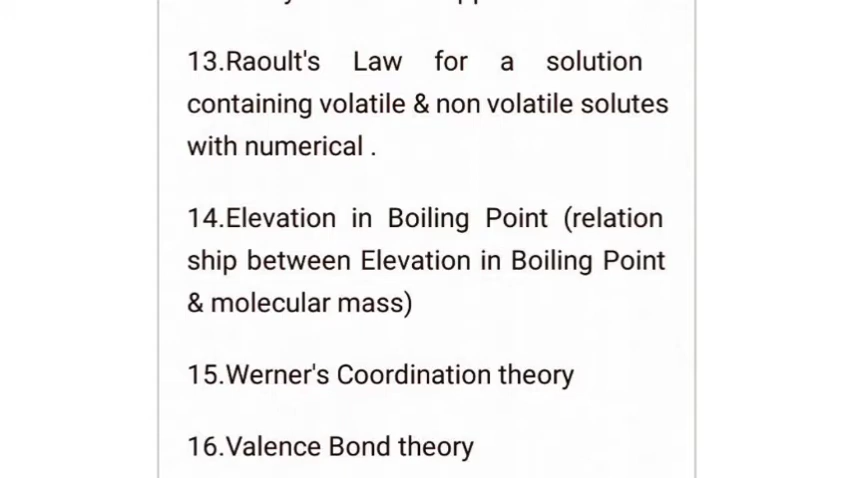 13.Raoult's Law for a solution
containing volatile & non volatile solutes
with numerical .
14.Elevation in Boiling Point (relation
ship between Elevation in Boiling Point
& molecular mass)
15.Werner's Coordination theory
16.Valence Bond theory